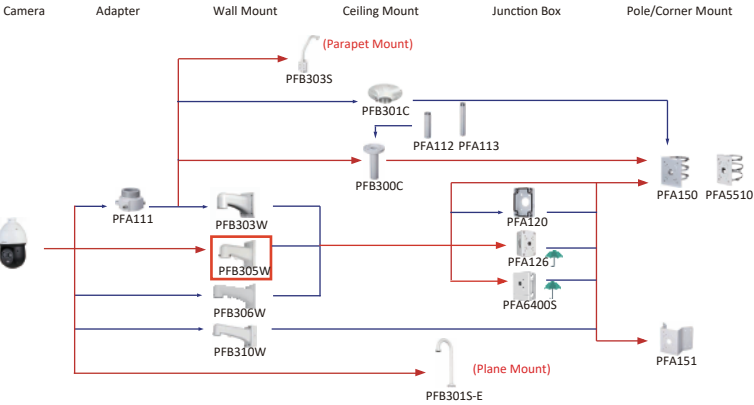 Camera Adapter Wall Mount Ceiling Mount Junction Box Pole/Corner Mount
(Parapet Mount)
PFB303S
PFB301C
PFA112 PFA113
PFB300C
PFA150 PFA5510
PFA111
PFB303W
PFA120
PFB305W
PFA126
PFB306W
PFA6400S
PFB310W
PFA151
(Plane Mount)
PFB301S-E